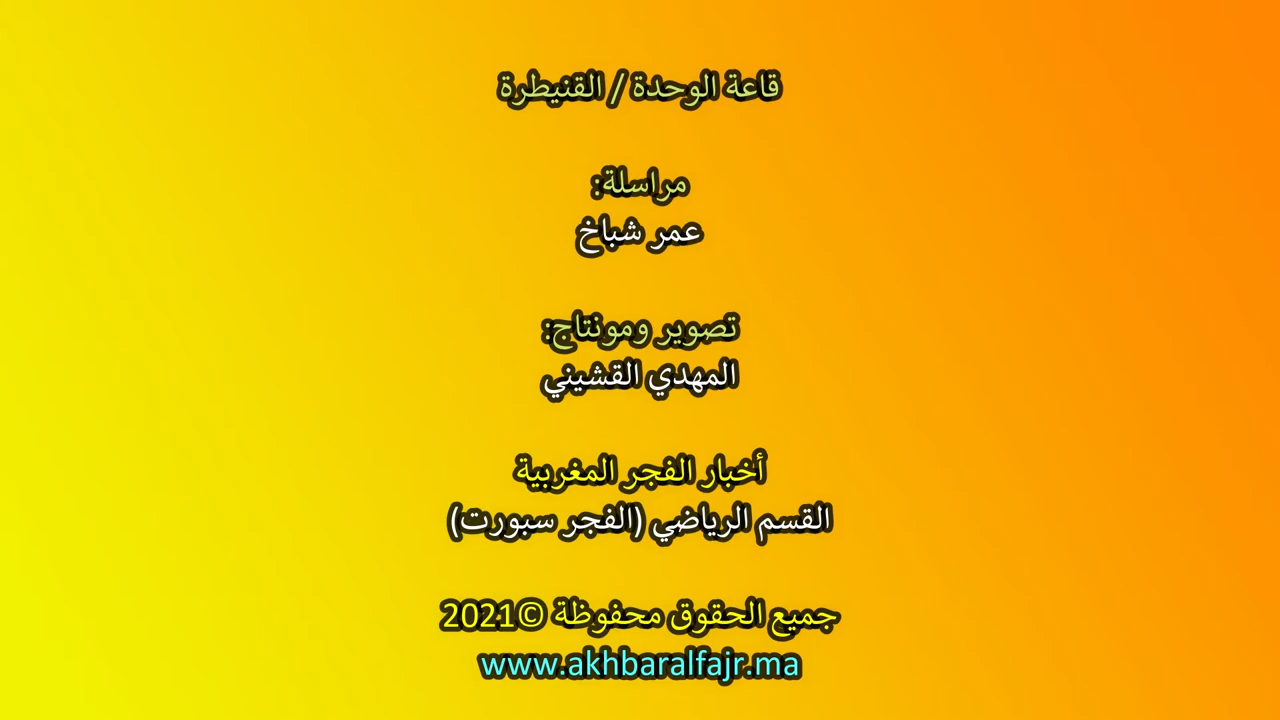 قاعة الوحدة / القنيطرة
مراسلة:
عمر شباخ
تصوير ومونتاج:
المهدي القشيني
أخبار الفجر المغربية
القسم الرياضي (الفجر سبورت)
جميع الحقوق محفوظة ©2021
www.akhbaralfajr.ma